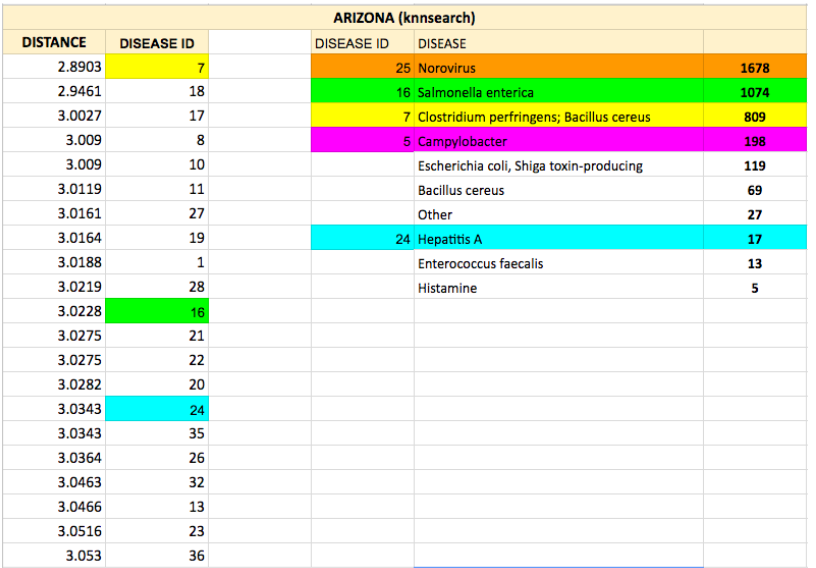 ARIZONA (knnsearch)
DISTANCE DISEASE ID DISEASE ID DISEASE
2.8903 7 25 Norovirus 1678
2.9461 18 16 Salmonella enterica 1074
3.0027 17 7 Clostridium perfringens; Bacillus cereus 809
3.009 8 5 Campylobacter 198
3.009 10 Escherichia coli, Shiga toxin-producing 119
3.0119 11 Bacillus cereus 69
3.0161 27 Other 27
3.0164 19 24 Hepatitis A 17
3.0188 1 Enterococcus faecalis 13
3.0219 28 Histamine 5
3.0228 16
3.0275 21
3.0275 22
3.0282 20
3.0343 24
3.0343 35
3.0364 26
3.0463 32
3.0466 13
3.0516 23
3.053 36